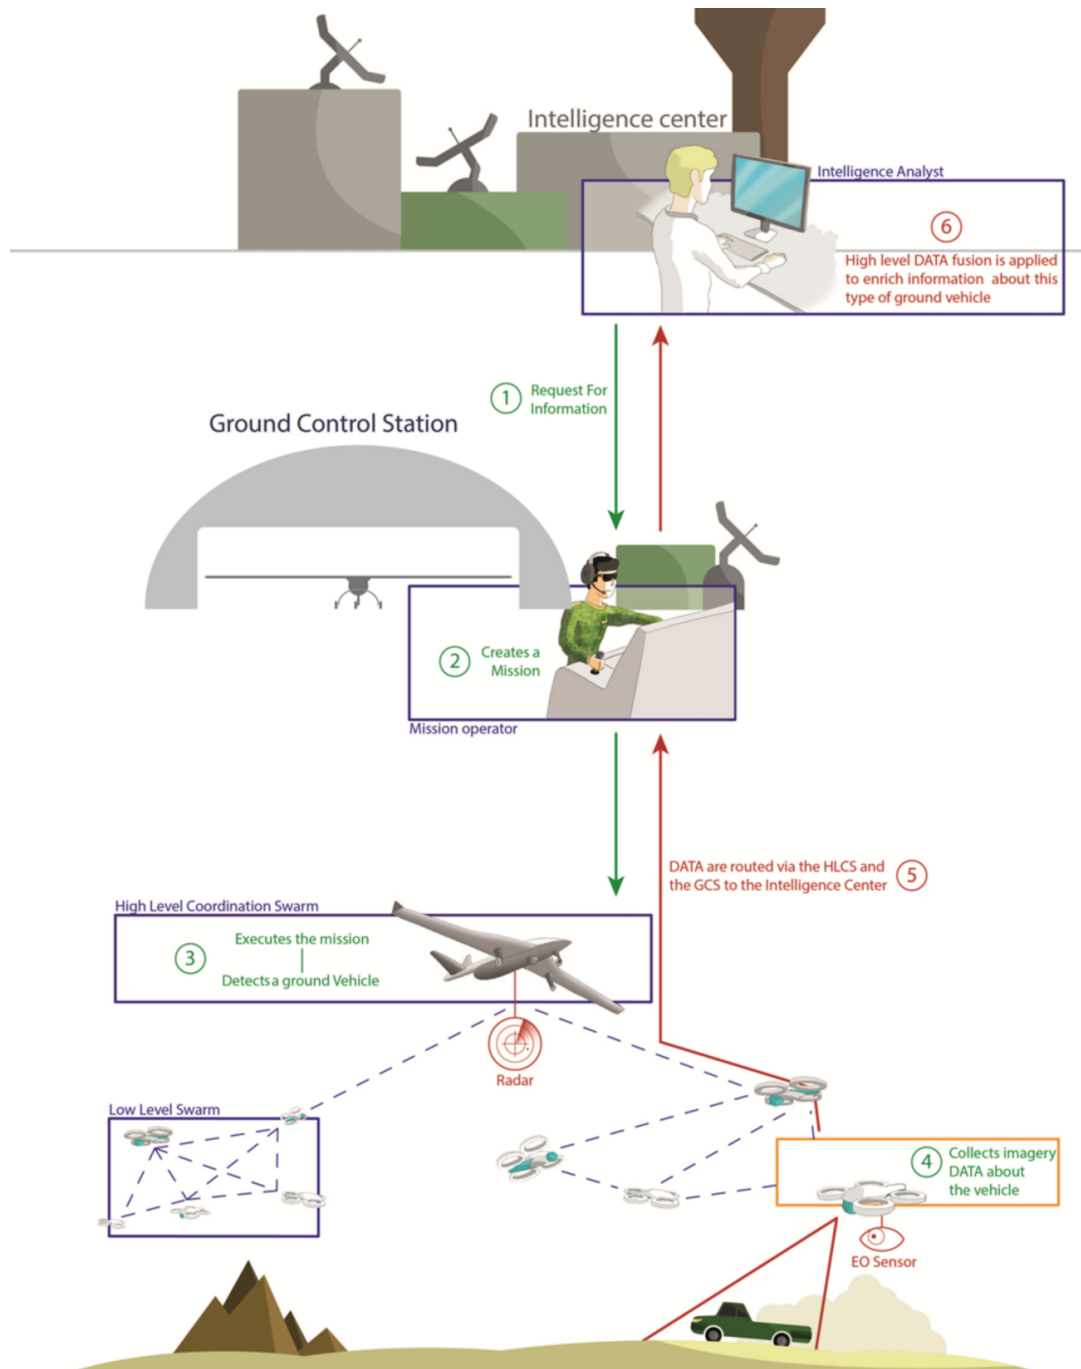 Intelligence center
Intelligence Analyst
6
High level DATA fusion is applied
to enrich information about this
type of ground vehicle
1
Request For
Information
Ground Control Station
2
Creates a
Mission
Mission operator
DATA are routed via the HLCS and
the GCS to the Intelligence Center
5
High Level Coordination Swarm
3
Executes the mission
Detects a ground Vehicle
Radar
Low Level Swarm
4
Collects imagery
DATA about
the vehicle
EO Sensor